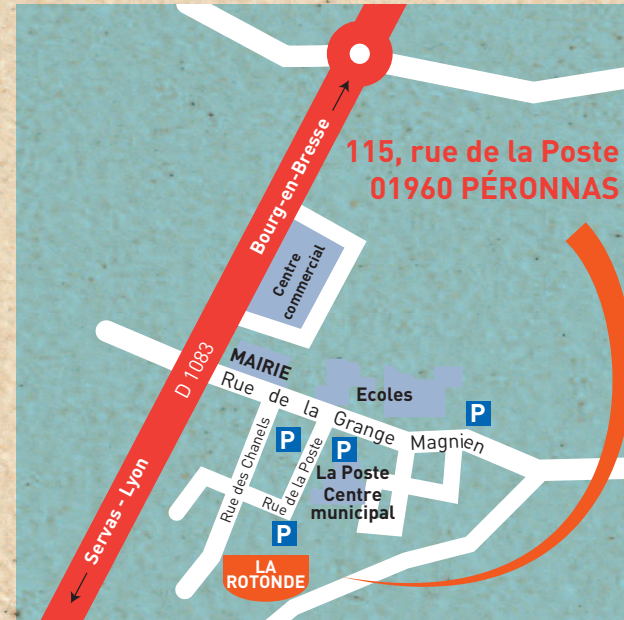 115, rue de la Poste
01960 PÉRONNAS
Bourg-en-Bresse
Centre
commercial
D 1083
MAIRIE
Rue de la Grange Magnien
Ecoles
P
P
P
Rue des Chanels
Rue de la Poste
La Poste
Centre
municipal
Servas - Lyon
P
LA
ROTONDE